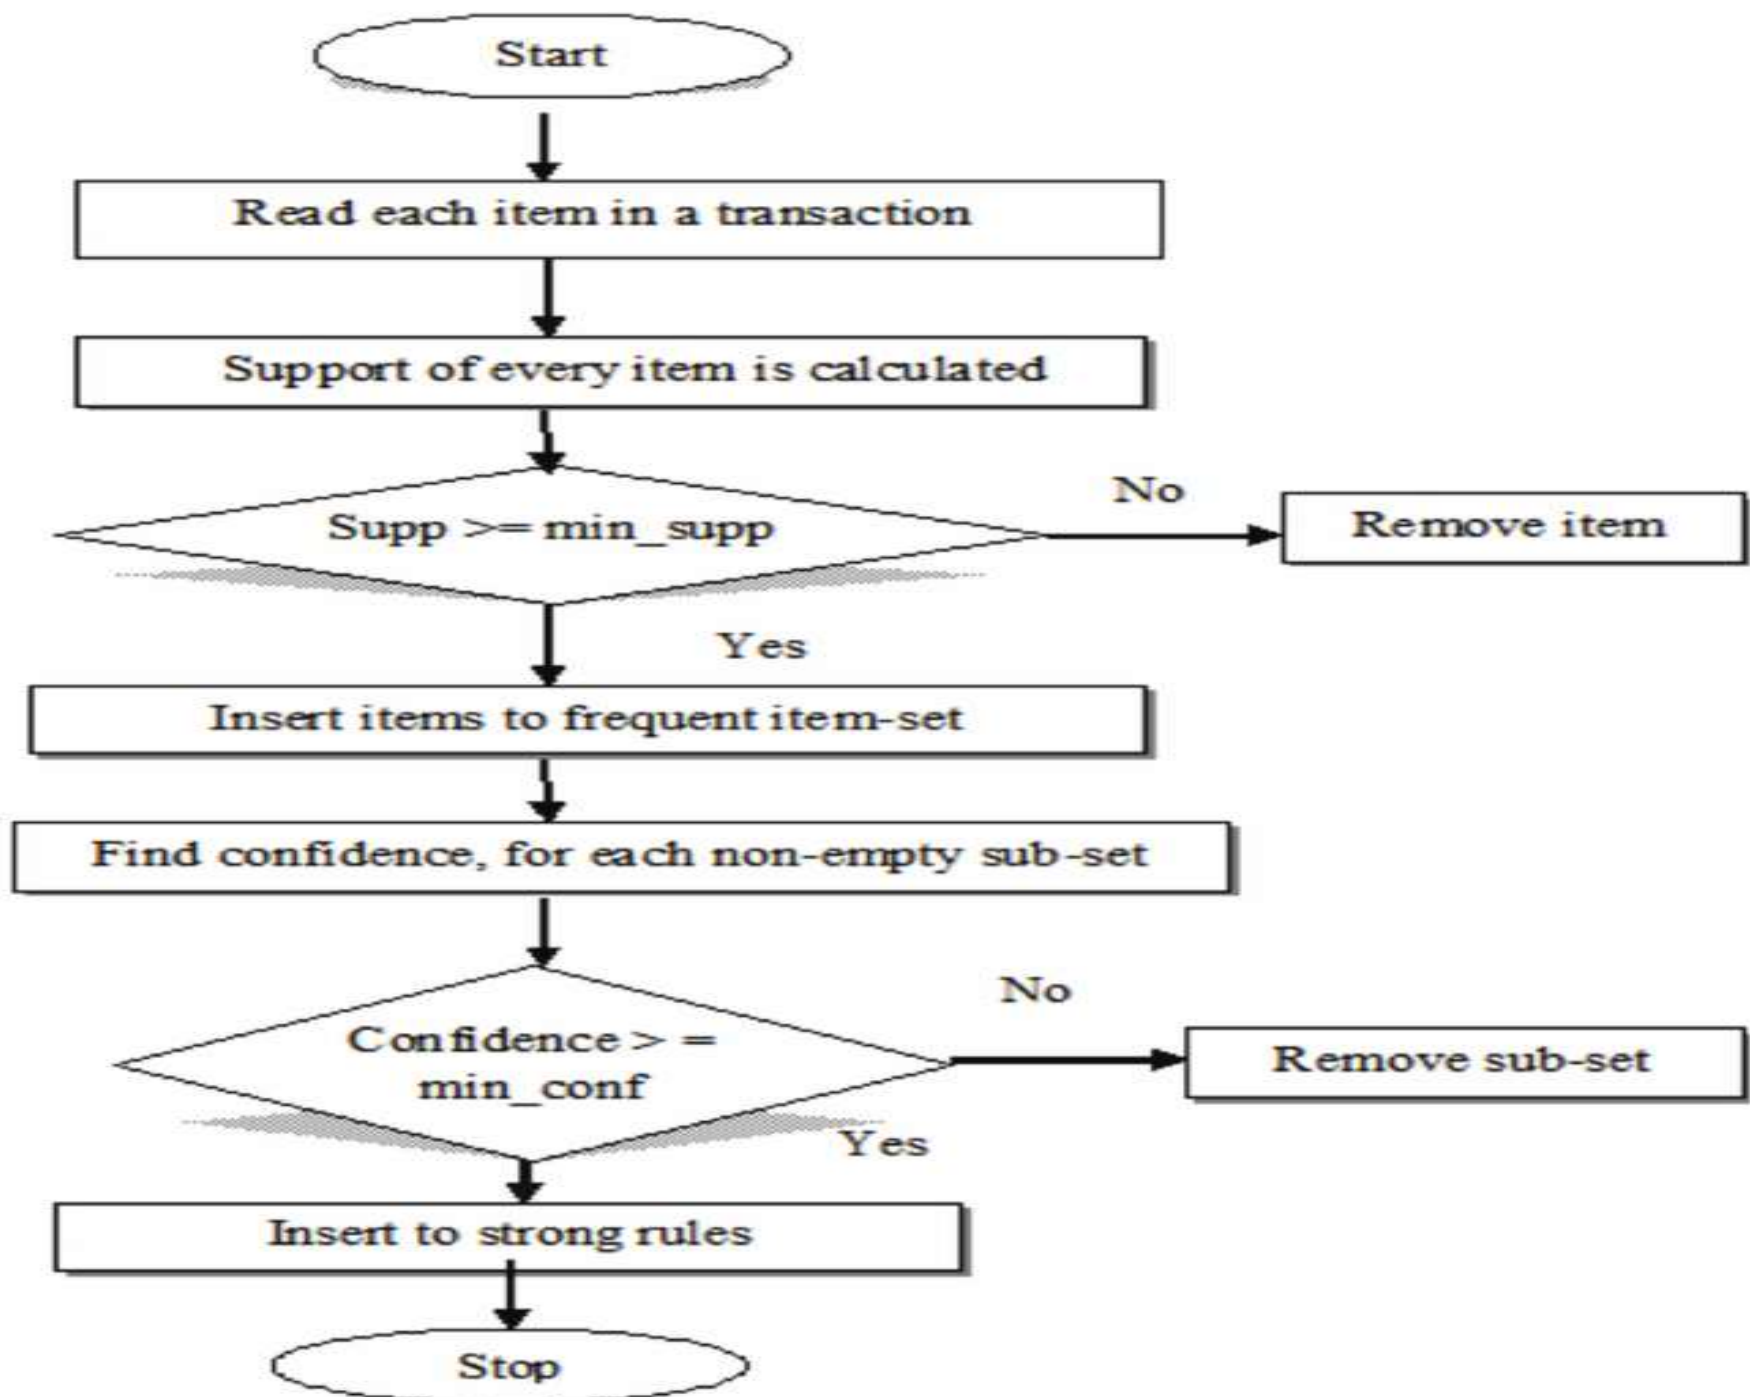 Start
Read each item in a transaction
Support of every item is calculated
Supp >= min_supp
No
Remove item
Yes
Insert items to frequent item-set
Find confidence, for each non-empty sub-set
Confidence > =
min_conf
No
Remove sub-set
Yes
Insert to strong rules
Stop